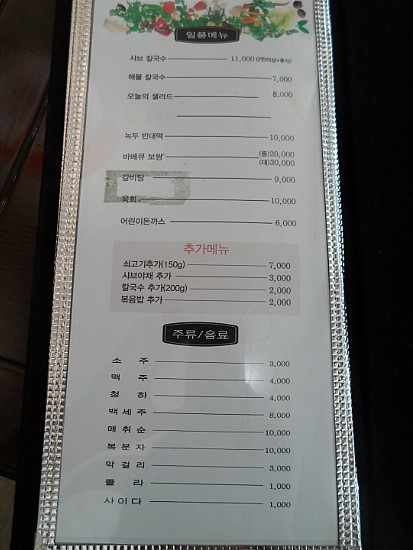 일품메뉴
샤브 칼국수 11,000 (2인이상+후식)
해물 칼국수 7,000
오늘의 샐러드 8,000
녹두 빈대떡 10,000
바베큐 보쌈 (중)20,000
(대)30,000
갈비탕 9,000
육회 10,000
어린이돈까스 6,000
추가메뉴
쇠고기추가(150g) 7,000
샤브야채 추가 3,000
칼국수 추가(200g) 2,000
볶음밥 추가 2,000
주류/음료
소주 3,000
맥주 4,000
청하 4,000
백세주 8,000
매취순 10,000
복분자 10,000
막걸리 3,000
콜라 1,000
사이다 1,000